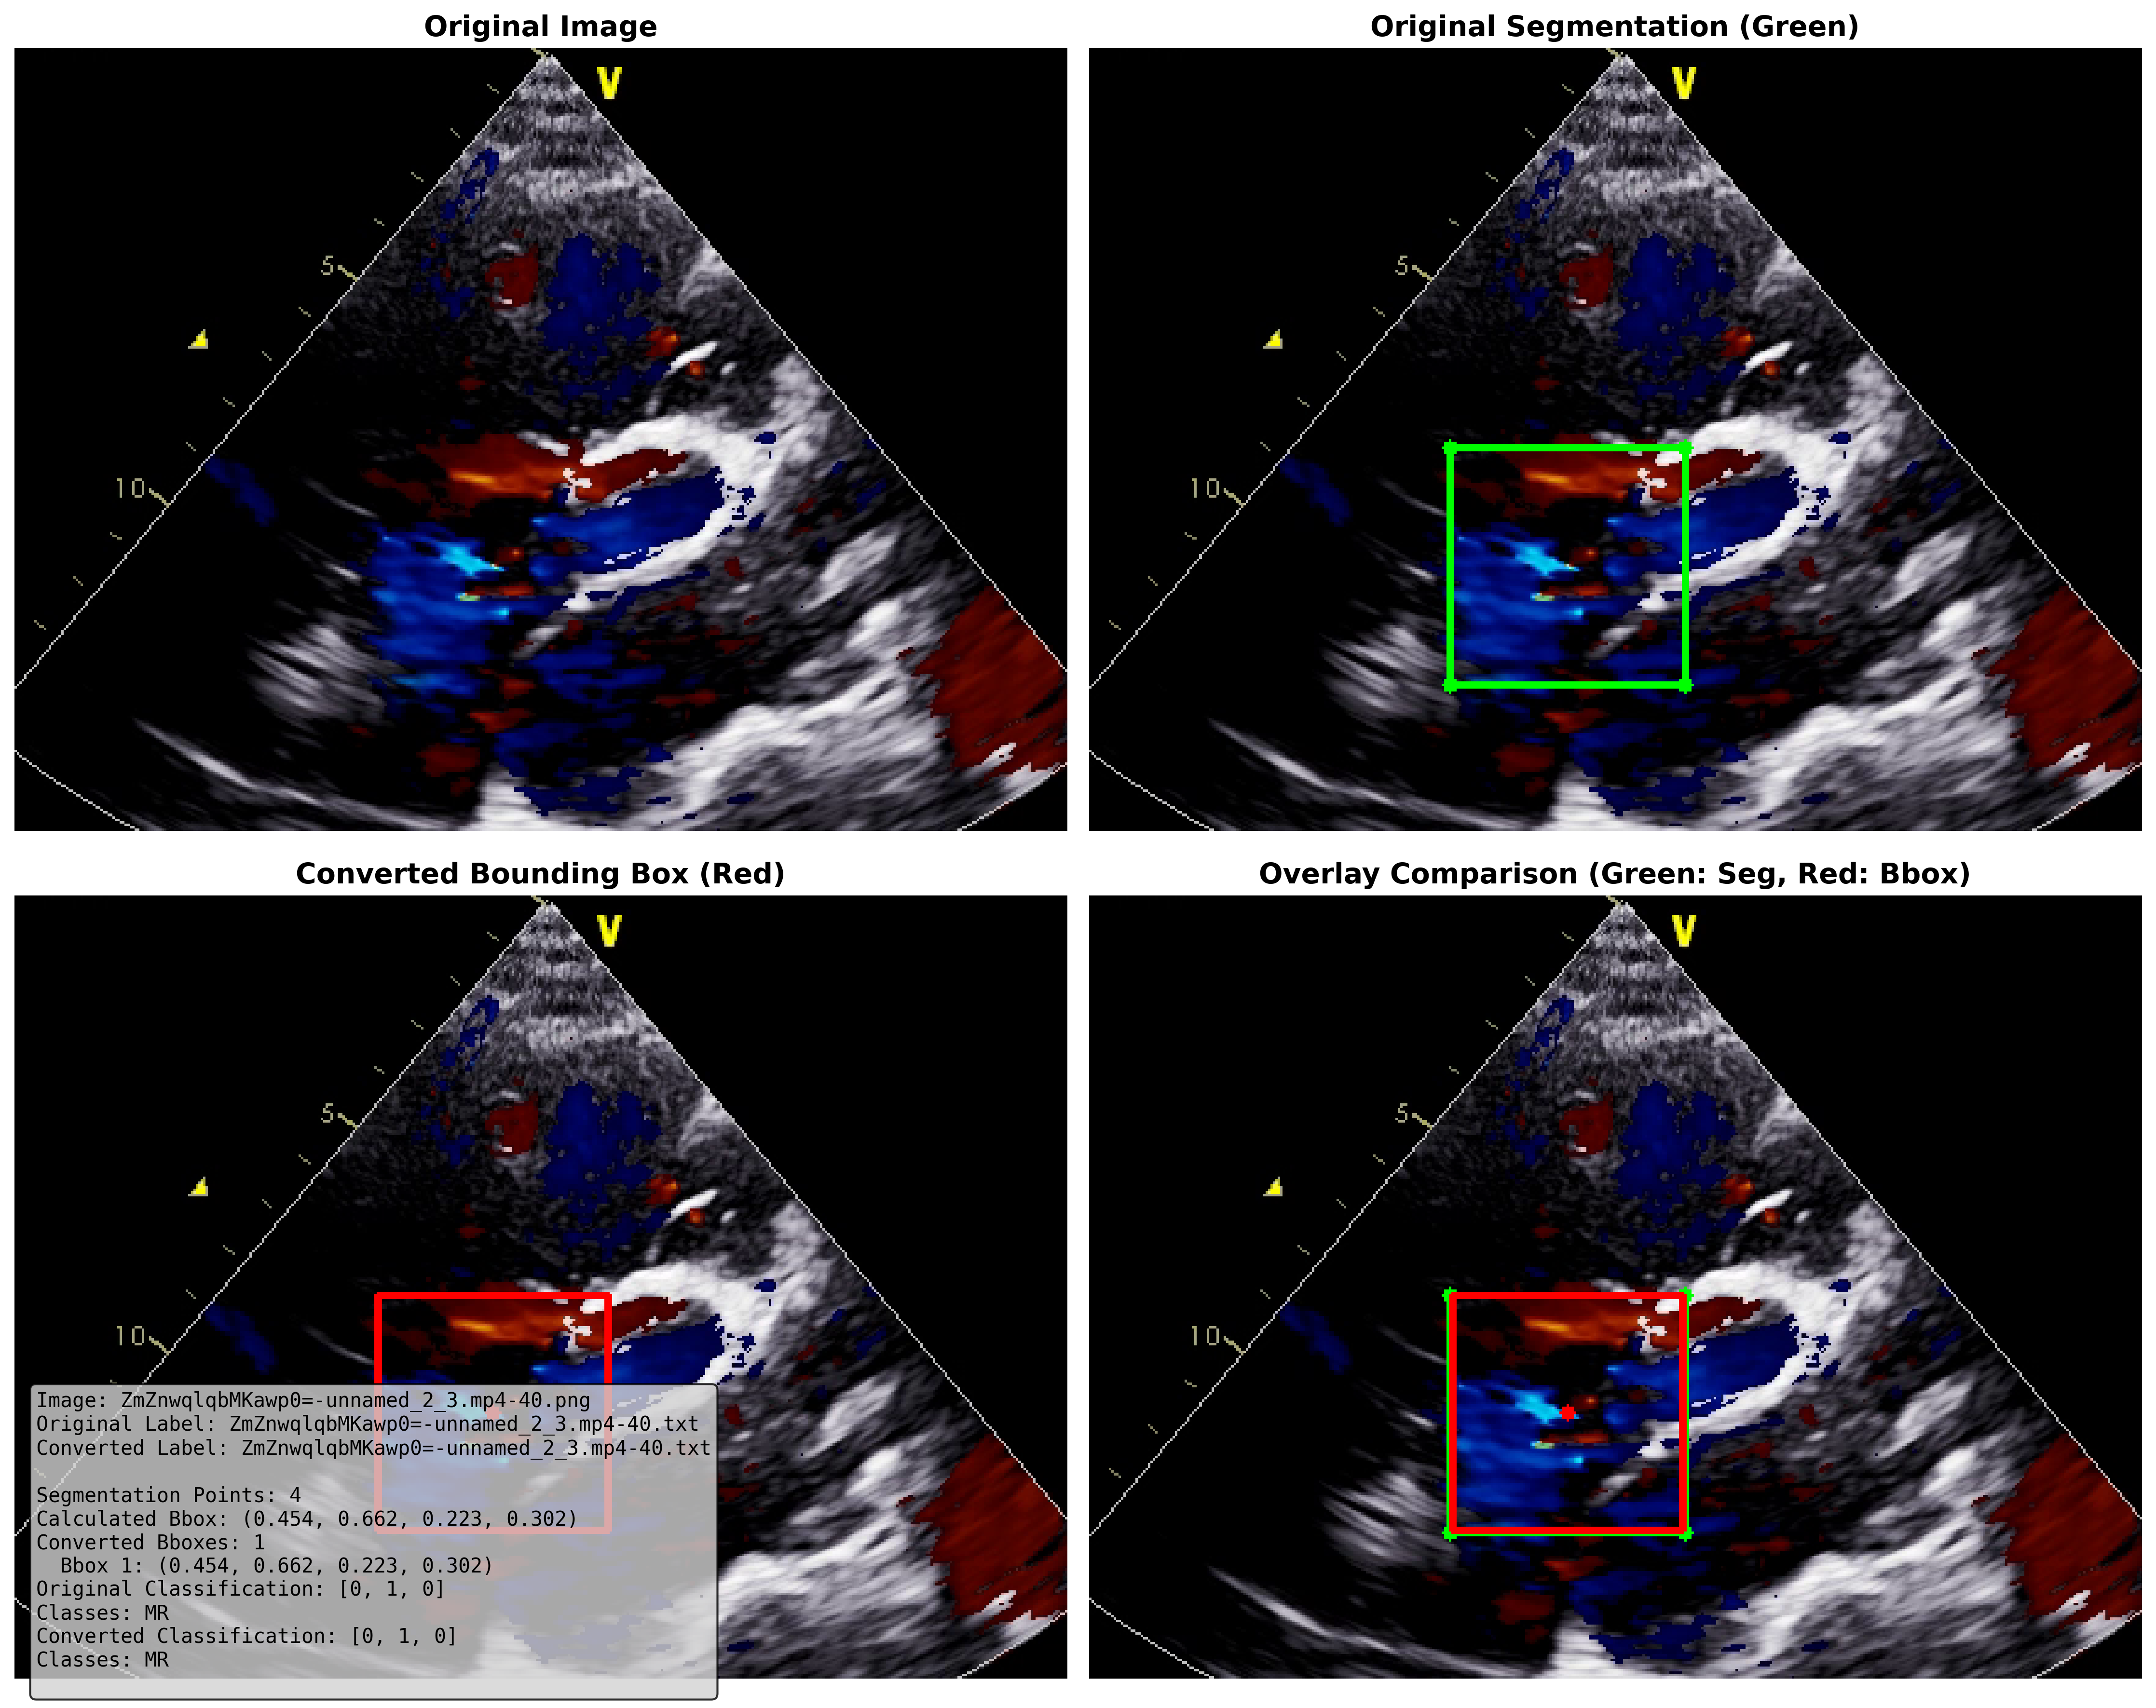 Original Image
Original Segmentation (Green)
V
5
10
V
5
10
Converted Bounding Box (Red)
Overlay Comparison (Green: Seg, Red: Bbox)
V
5
10
Image: ZmZnwqlqbMKawp0=-unnamed_2_3.mp4-40.png
Original Label: ZmZnwqlqbMKawp0=-unnamed_2_3.mp4-40.txt
Converted Label: ZmZnwqlqbMKawp0=-unnamed_2_3.mp4-40.txt
Segmentation Points: 4
Calculated Bbox: (0.454, 0.662, 0.223, 0.302)
Converted Bboxes: 1
Bbox 1: (0.454, 0.662, 0.223, 0.302)
Original Classification: [0, 1, 0]
Classes: MR
Converted Classification: [0, 1, 0]
Classes: MR
V
5
10